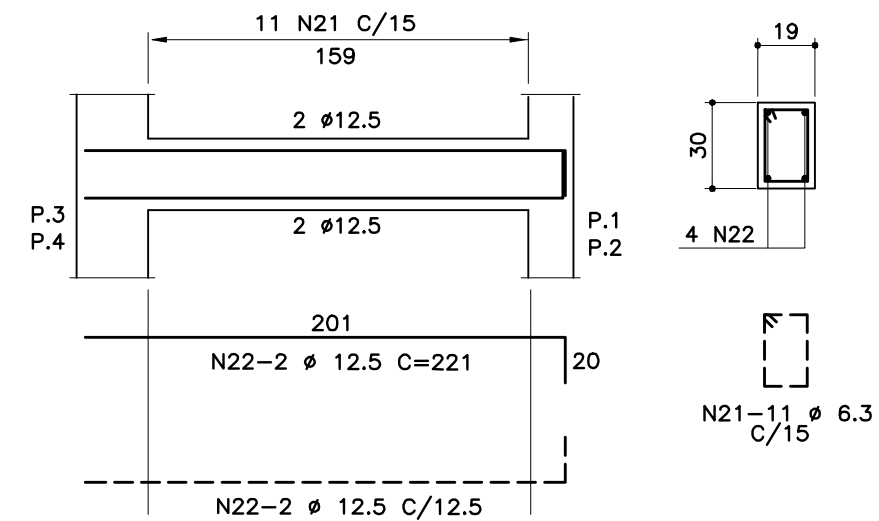 11 N21 C/15
159
19
2 ø12.5
30
P.3
P.4
2 ø12.5
P.1
P.2
4 N22
201
N22-2 ø 12.5 C=221
20
N21-11 ø 6.3
C/15
N22-2 ø 12.5 C/12.5